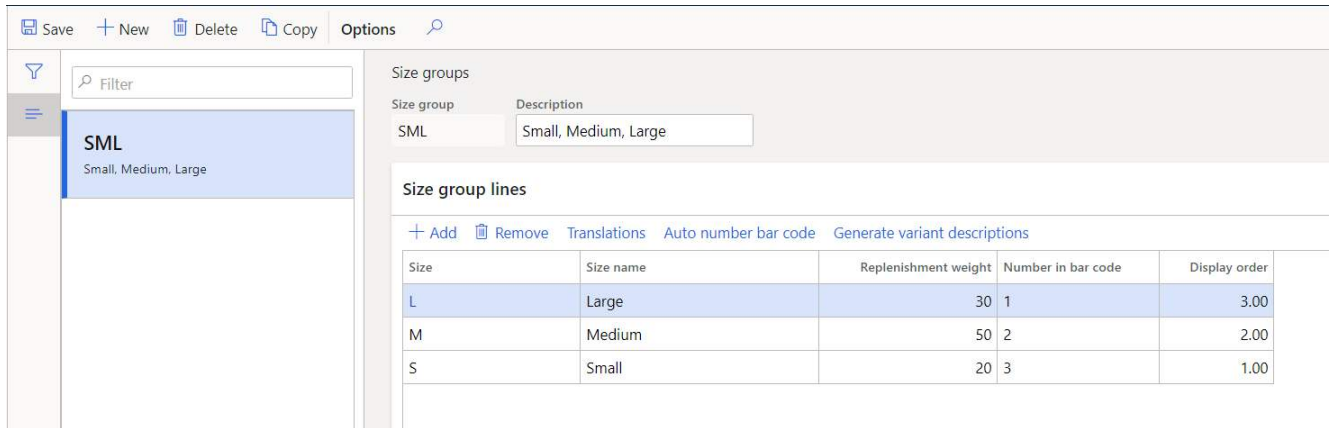 Save New Delete Copy Options
Filter
SML
Small, Medium, Large
Size groups
Size group Description
SML Small, Medium, Large
Size group lines
Add Remove Translations Auto number bar code Generate variant descriptions
Size Size name Replenishment weight Number in bar code Display order
L Large 30 1 3.00
M Medium 50 2 2.00
S Small 20 3 1.00